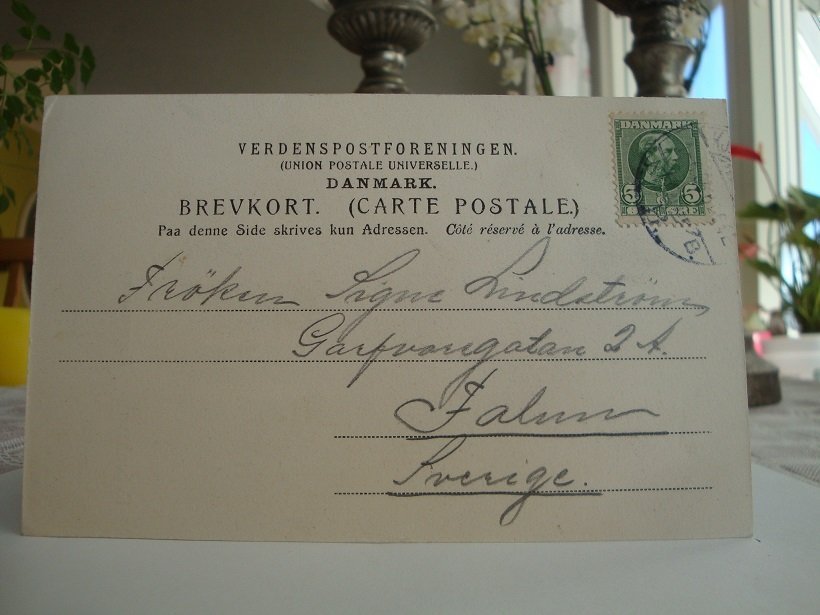 VERDENSPOSTFORENINGEN.
(UNION POSTALE UNIVERSELLE.)
DANMARK.
BREVKORT. (CARTE POSTALE.)
Paa denne Side skrives kun Adressen. Côté réservé à l'adresse.
DANMARK
5 5
ØRE
Fröken Signe Lindström
Garfvaregatan 2 A.
Falun
Sverige.